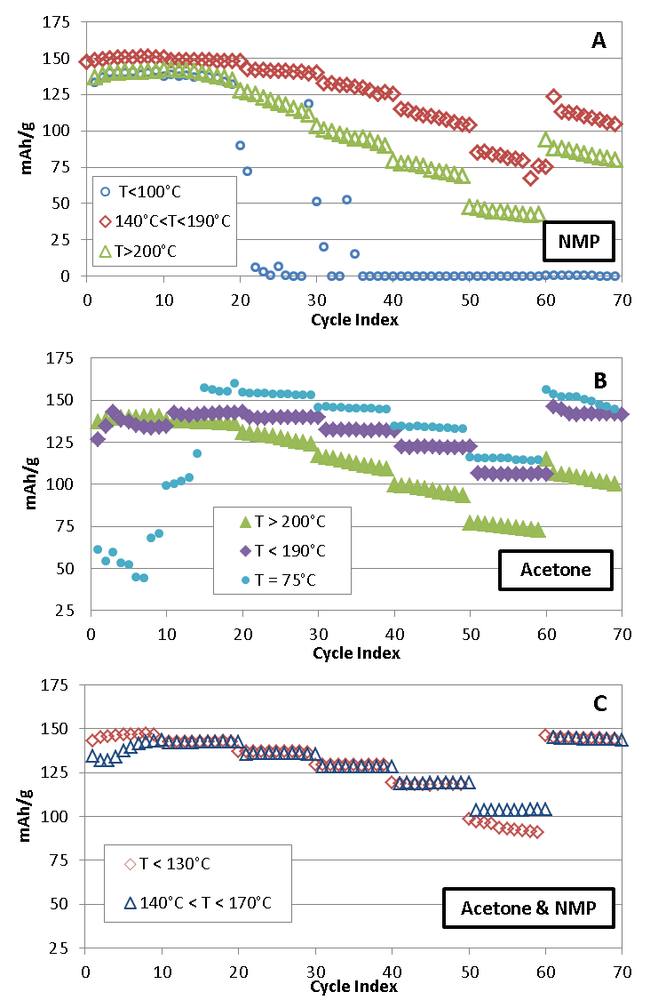 175
A
150
125
100
75
50
25
0
mAh/g
T<100°C
140°C<T<190°C
T>200°C
NMP
0 10 20 30 40 50 60 70
Cycle Index
175
B
150
125
100
75
50
25
mAh/g
T > 200°C
T < 190°C
T = 75°C
Acetone
0 10 20 30 40 50 60 70
Cycle Index
175
C
150
125
100
75
50
25
mAh/g
T < 130°C
140°C < T < 170°C
Acetone & NMP
0 10 20 30 40 50 60 70
Cycle Index